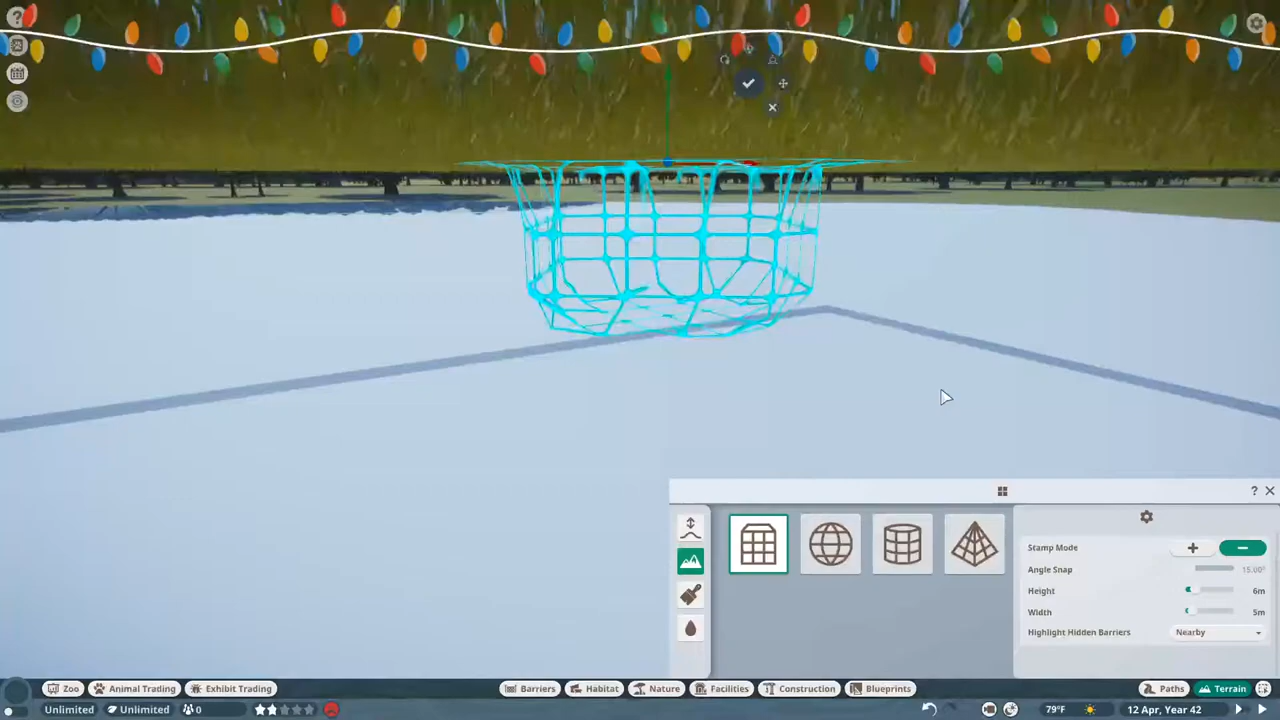 ?
? ×
Stamp Mode + −
Angle Snap 15.00°
Height 6m
Width 5m
Highlight Hidden Barriers Nearby
Zoo Animal Trading Exhibit Trading Barriers Habitat Nature Facilities Construction Blueprints Paths Terrain
Unlimited Unlimited 0 79°F 12 Apr, Year 42